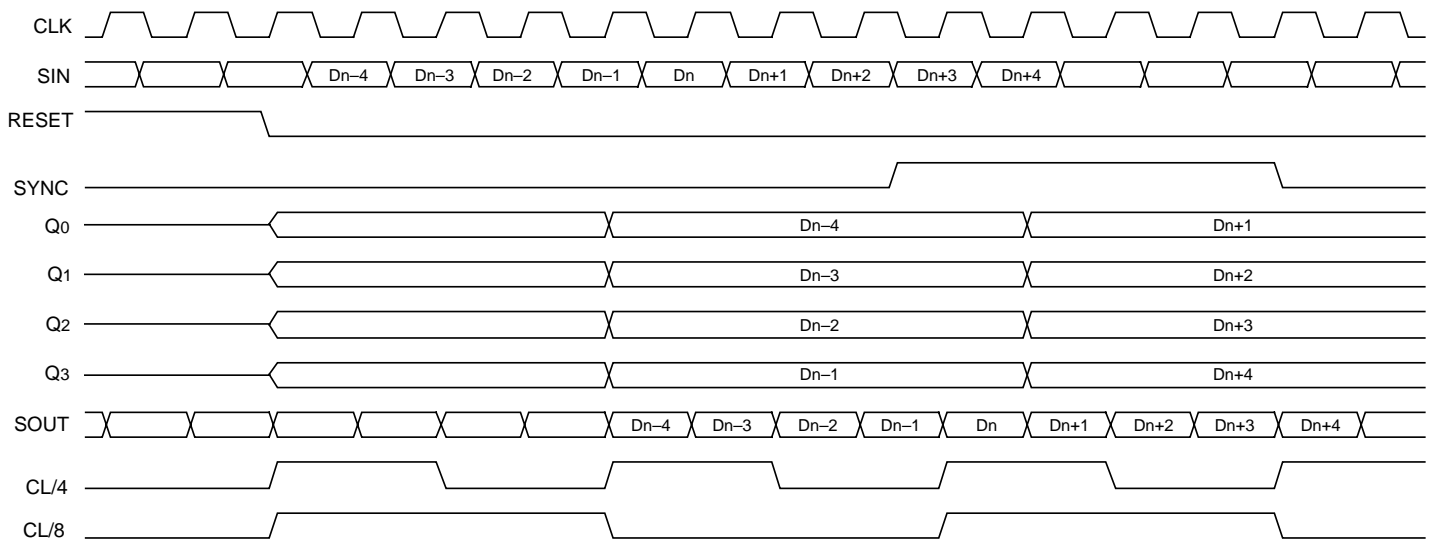 CLK
SIN Dn–4 Dn–3 Dn–2 Dn–1 Dn Dn+1 Dn+2 Dn+3 Dn+4
RESET
SYNC
Q0 Dn–4 Dn+1
Q1 Dn–3 Dn+2
Q2 Dn–2 Dn+3
Q3 Dn–1 Dn+4
SOUT Dn–4 Dn–3 Dn–2 Dn–1 Dn Dn+1 Dn+2 Dn+3 Dn+4
CL/4
CL/8